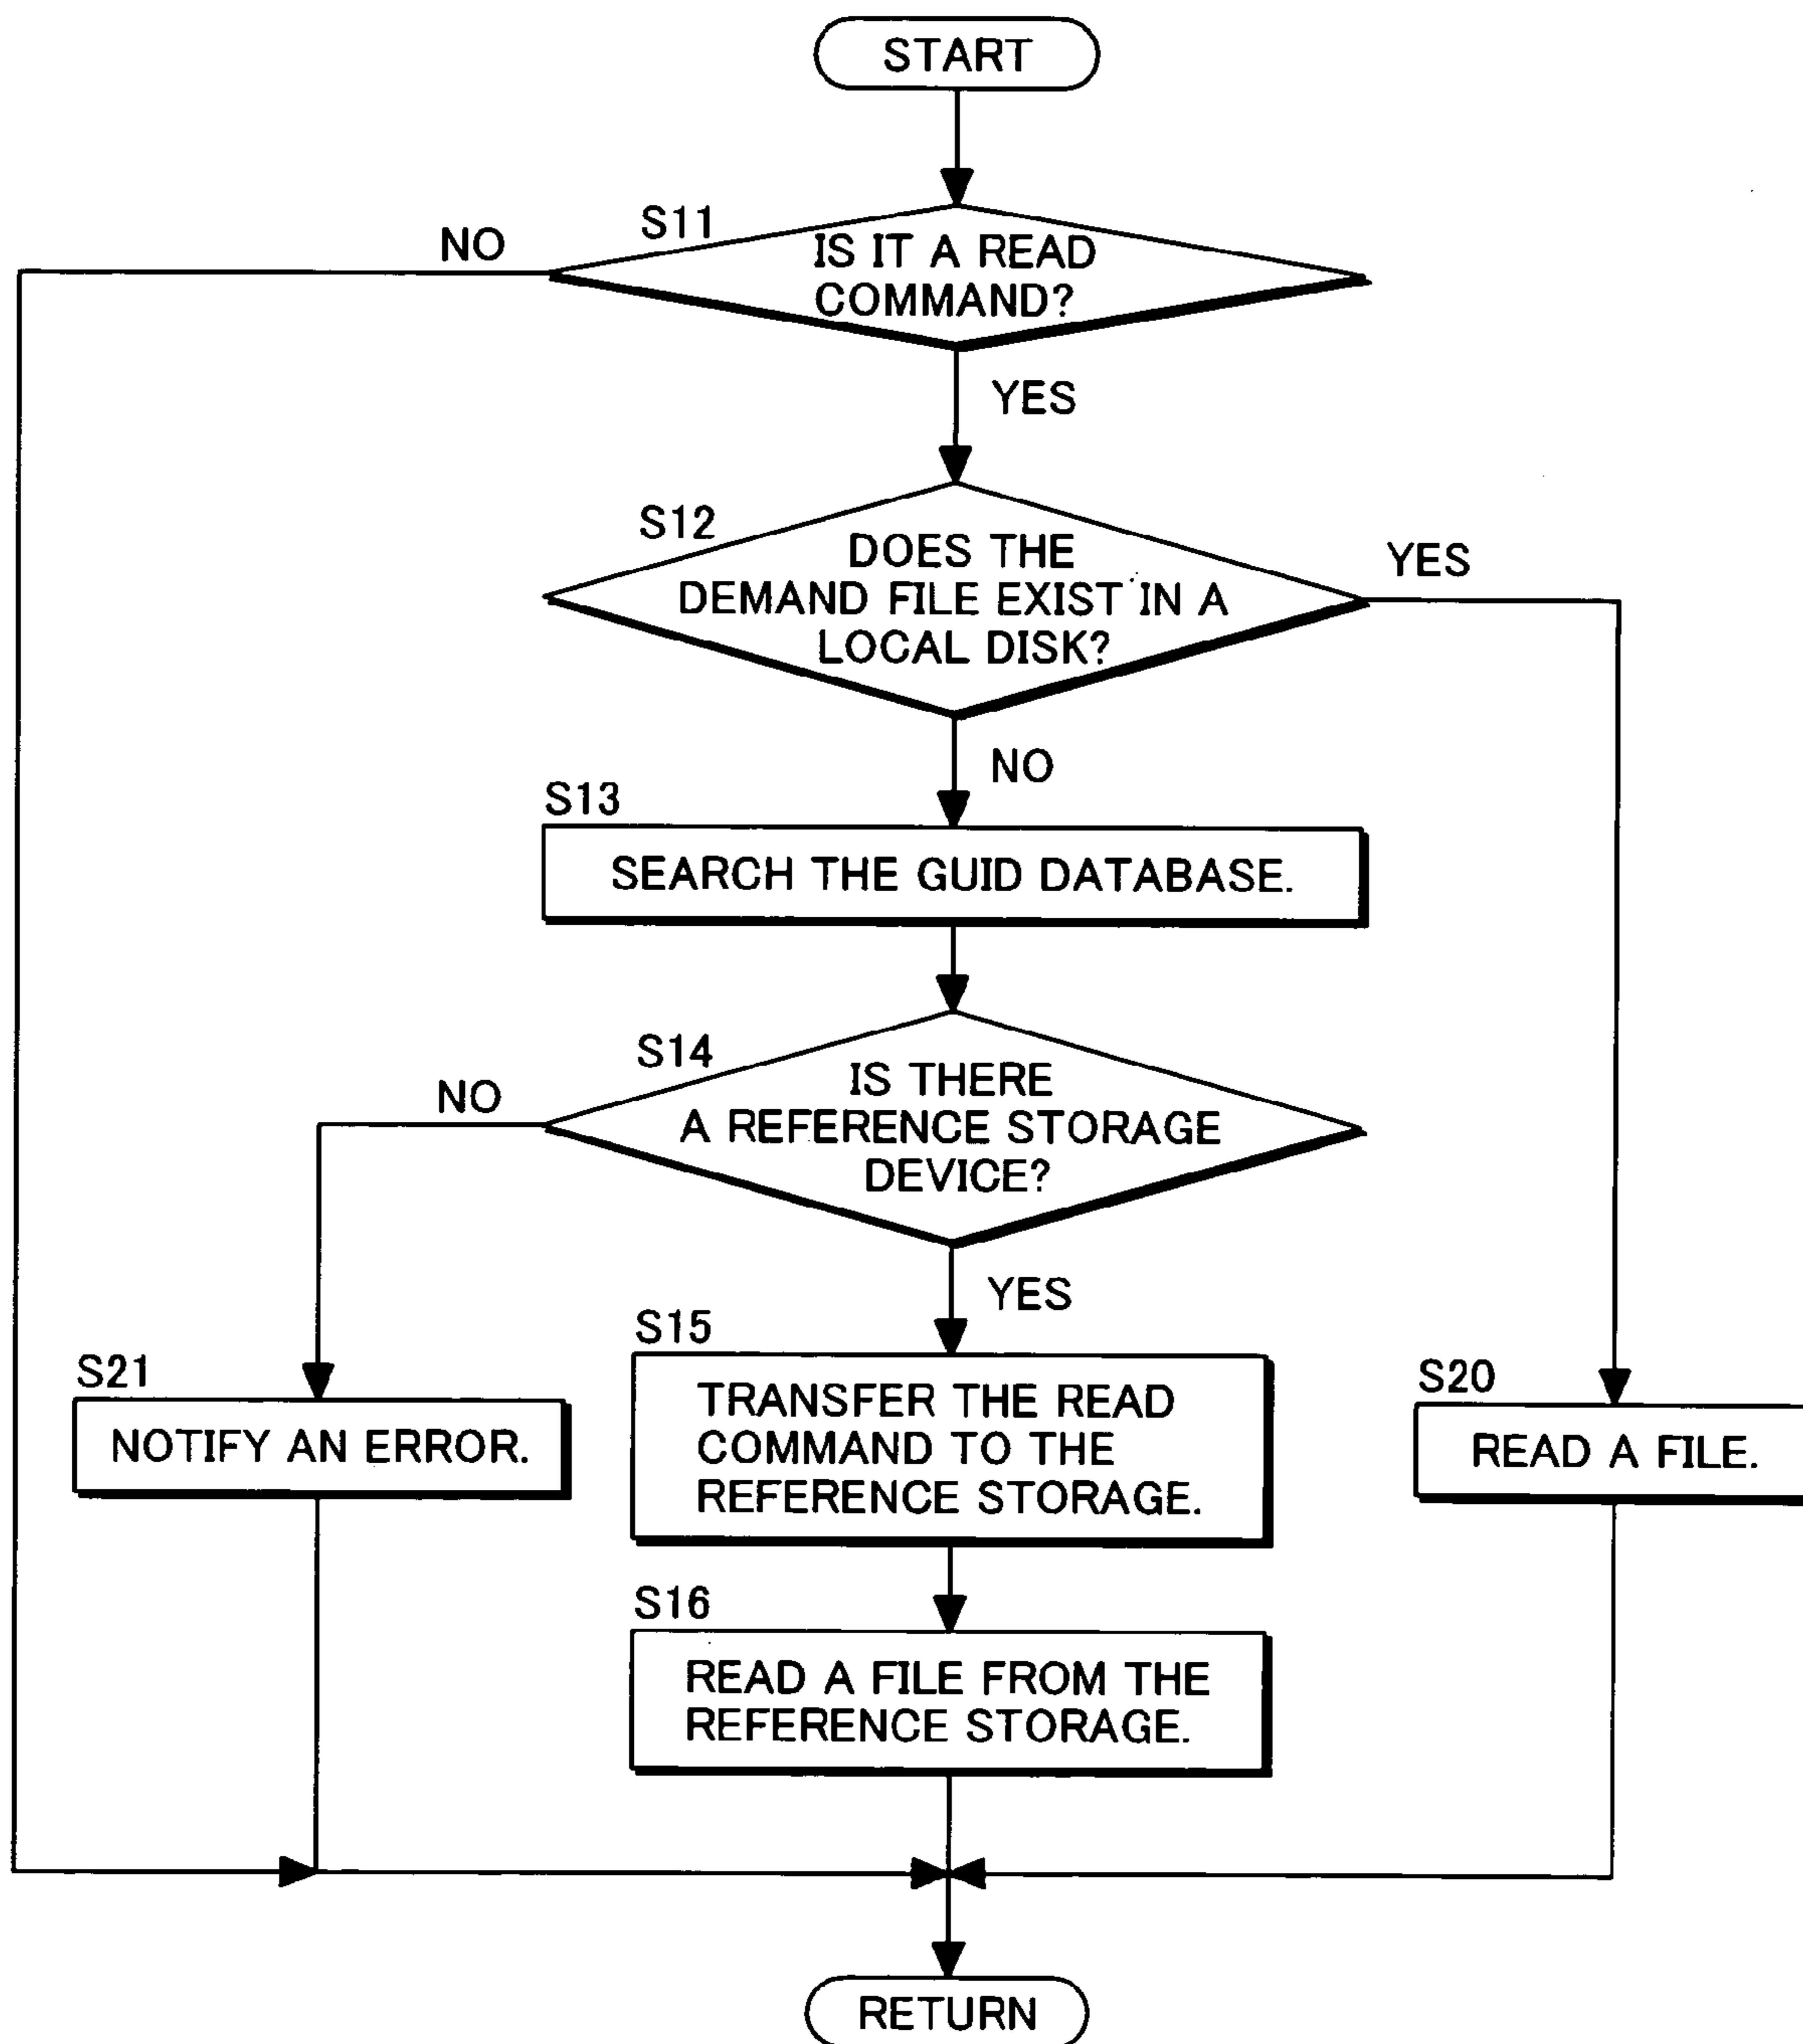 START
S11
NO
IS IT A READ
COMMAND?
YES
S12
DOES THE
DEMAND FILE EXIST IN A
LOCAL DISK?
YES
NO
S13
SEARCH THE GUID DATABASE.
S14
NO
IS THERE
A REFERENCE STORAGE
DEVICE?
YES
S15
TRANSFER THE READ
COMMAND TO THE
REFERENCE STORAGE.
S21
NOTIFY AN ERROR.
S20
READ A FILE.
S16
READ A FILE FROM THE
REFERENCE STORAGE.
RETURN